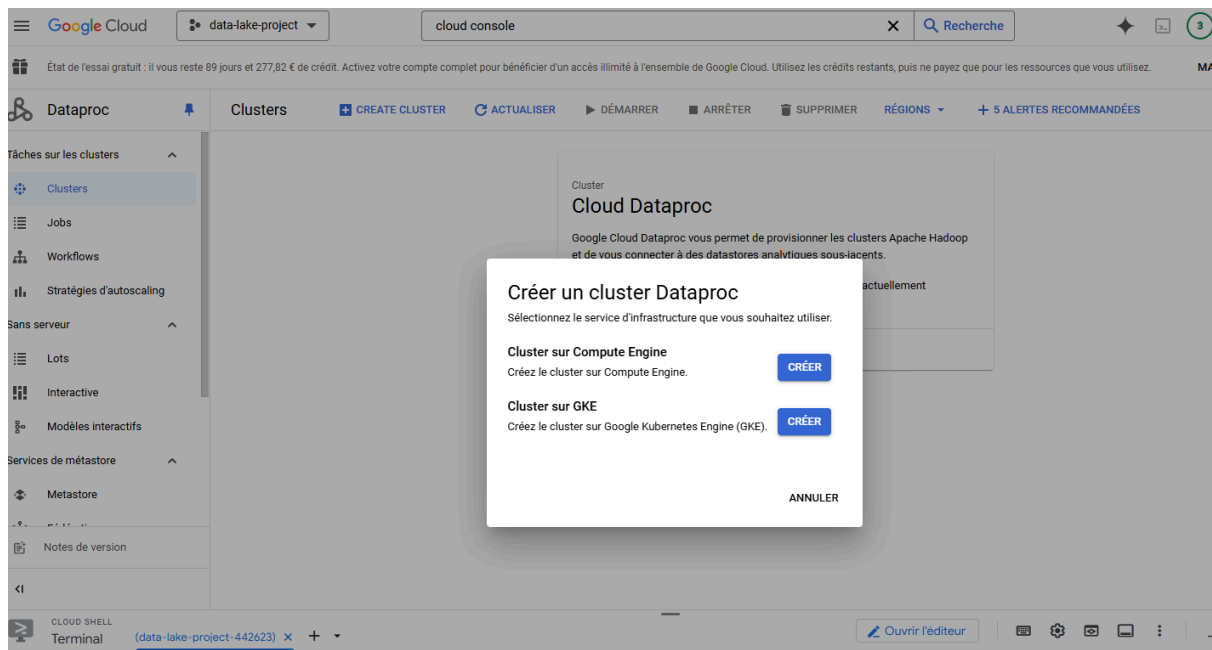 Google Cloud
data-lake-project
cloud console
Recherche
3
État de l'essai gratuit : il vous reste 89 jours et 277,82 € de crédit. Activez votre compte complet pour bénéficier d'un accès illimité à l'ensemble de Google Cloud. Utilisez les crédits restants, puis ne payez que pour les ressources que vous utilisez.
MA
Dataproc
Clusters
CREATE CLUSTER
ACTUALISER
DÉMARRER
ARRÊTER
SUPPRIMER
RÉGIONS
5 ALERTES RECOMMANDÉES
Tâches sur les clusters
Clusters
Jobs
Workflows
Stratégies d'autoscaling
Sans serveur
Lots
Interactive
Modèles interactifs
Services de métastore
Metastore
Notes de version
Cluster
Cloud Dataproc
Google Cloud Dataproc vous permet de provisionner les clusters Apache Hadoop
et de vous connecter à des datastores analytiques sous-jacents.
actuellement
Créer un cluster Dataproc
Sélectionnez le service d'infrastructure que vous souhaitez utiliser.
Cluster sur Compute Engine
Créez le cluster sur Compute Engine.
CRÉER
Cluster sur GKE
Créez le cluster sur Google Kubernetes Engine (GKE).
CRÉER
ANNULER
CLOUD SHELL
Terminal
(data-lake-project-442623)
Ouvrir l'éditeur